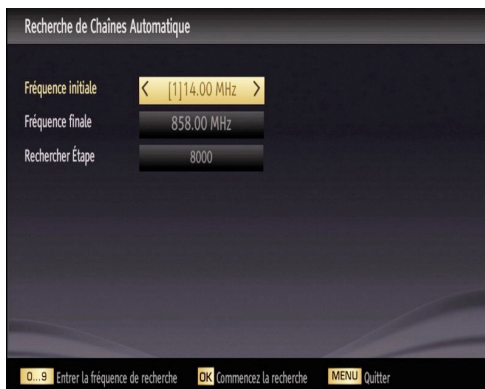 Recherche de Chaînes Automatique
Fréquence initiale [1]14.00 MHz
Fréquence finale 858.00 MHz
Rechercher Étape 8000
0...9 Entrer la fréquence de recherche OK Commencez la recherche MENU Quitter